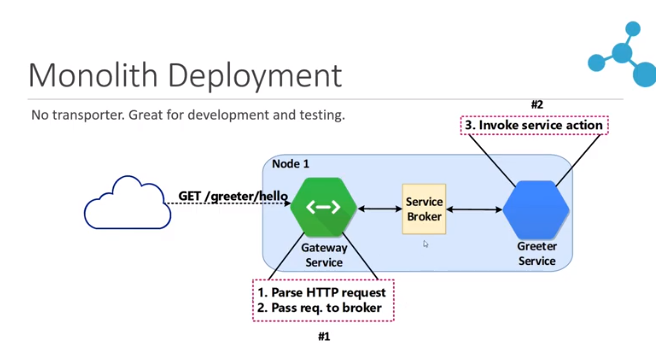 Monolith Deployment
No transporter. Great for development and testing.
#2
3. Invoke service action
Node 1
GET /greeter/hello
Service
Broker
Gateway
Service
Greeter
Service
1. Parse HTTP request
2. Pass req. to broker
#1